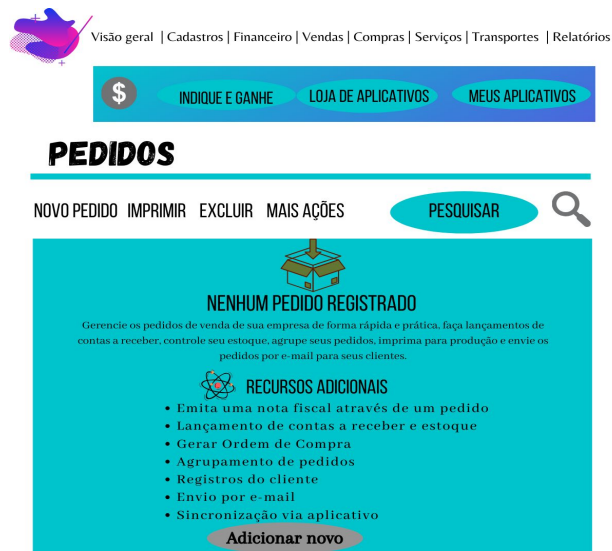 Visão geral | Cadastros | Financeiro | Vendas | Compras | Serviços | Transportes | Relatórios
$ INDIQUE E GANHE LOJA DE APLICATIVOS MEUS APLICATIVOS
PEDIDOS
NOVO PEDIDO IMPRIMIR EXCLUIR MAIS AÇÕES PESQUISAR
NENHUM PEDIDO REGISTRADO
Gerencie os pedidos de venda de sua empresa de forma rápida e prática, faça lançamentos de
contas a receber, controle seu estoque, agrupe seus pedidos, imprima para produção e envie os
pedidos por e-mail para seus clientes.
RECURSOS ADICIONAIS
• Emita uma nota fiscal através de um pedido
• Lançamento de contas a receber e estoque
• Gerar Ordem de Compra
• Agrupamento de pedidos
• Registros do cliente
• Envio por e-mail
• Sincronização via aplicativo
Adicionar novo